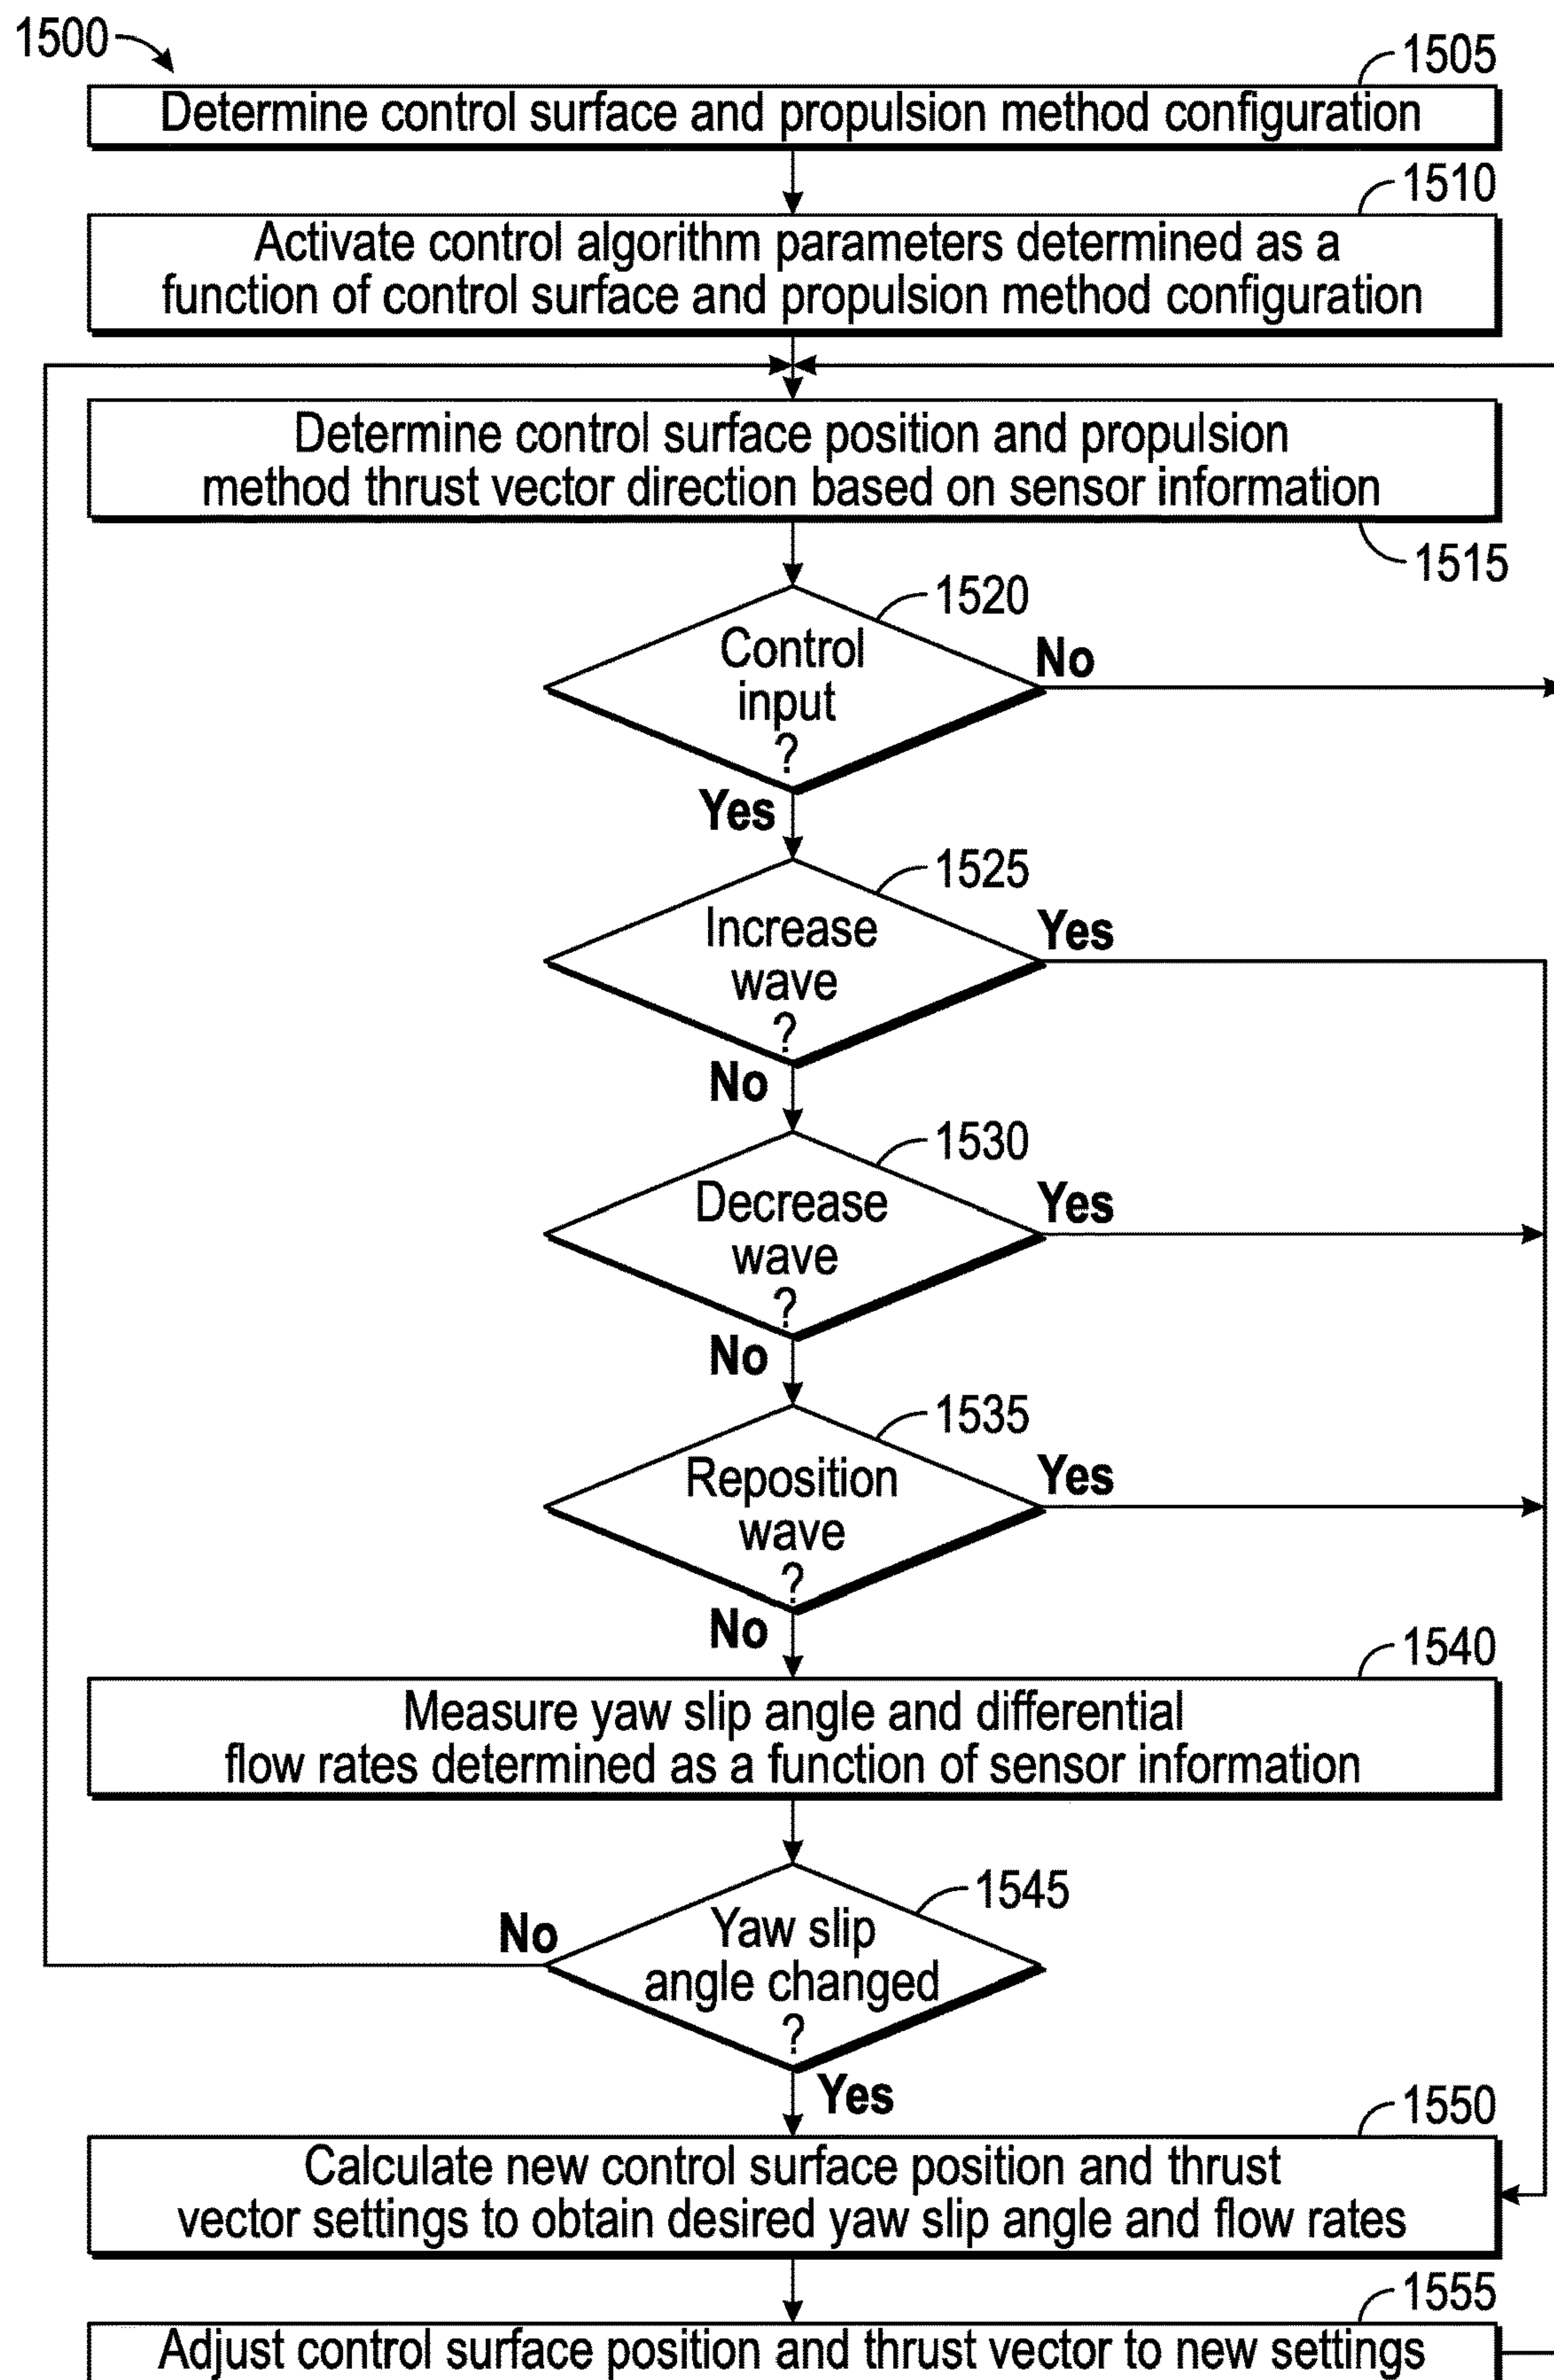 1500
1505
Determine control surface and propulsion method configuration
1510
Activate control algorithm parameters determined as a
function of control surface and propulsion method configuration
Determine control surface position and propulsion
method thrust vector direction based on sensor information
1515
1520
Control
input
?
No
Yes
1525
Increase
wave
?
Yes
No
1530
Decrease
wave
?
Yes
No
1535
Reposition
wave
?
Yes
No
1540
Measure yaw slip angle and differential
flow rates determined as a function of sensor information
1545
Yaw slip
angle changed
?
No
Yes
1550
Calculate new control surface position and thrust
vector settings to obtain desired yaw slip angle and flow rates
1555
Adjust control surface position and thrust vector to new settings